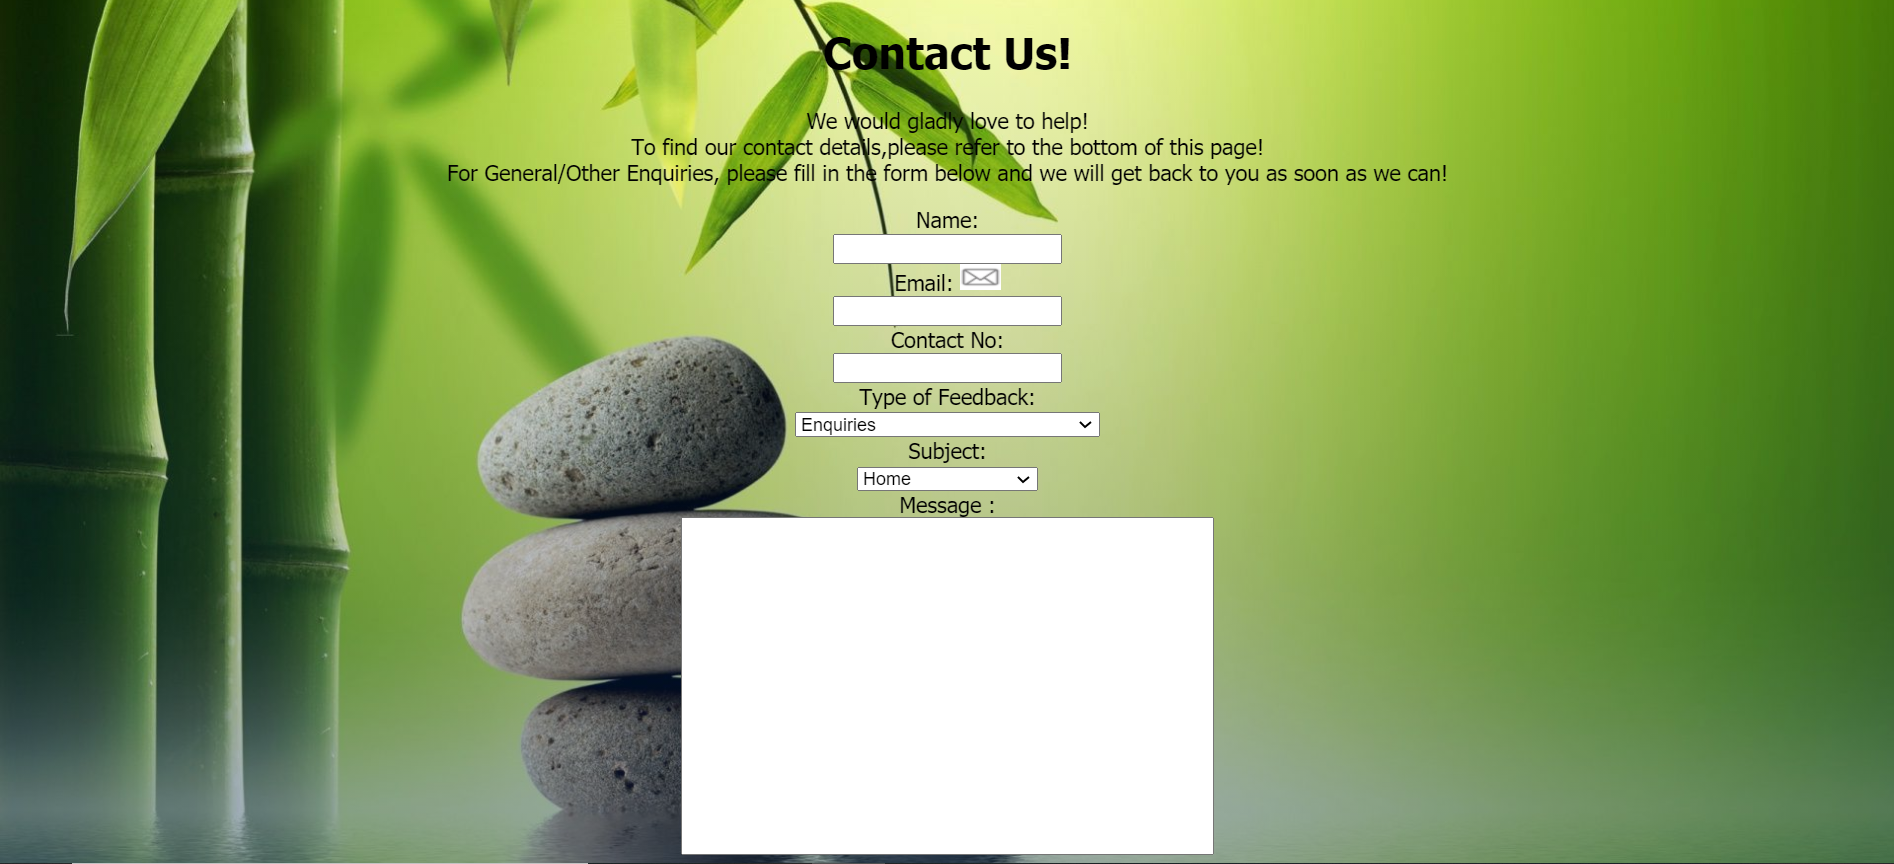 Contact Us!
We would gladly love to help!
To find our contact details,please refer to the bottom of this page!
For General/Other Enquiries, please fill in the form below and we will get back to you as soon as we can!
Name:
Email:
Contact No:
Type of Feedback:
Enquiries
Subject:
Home
Message :